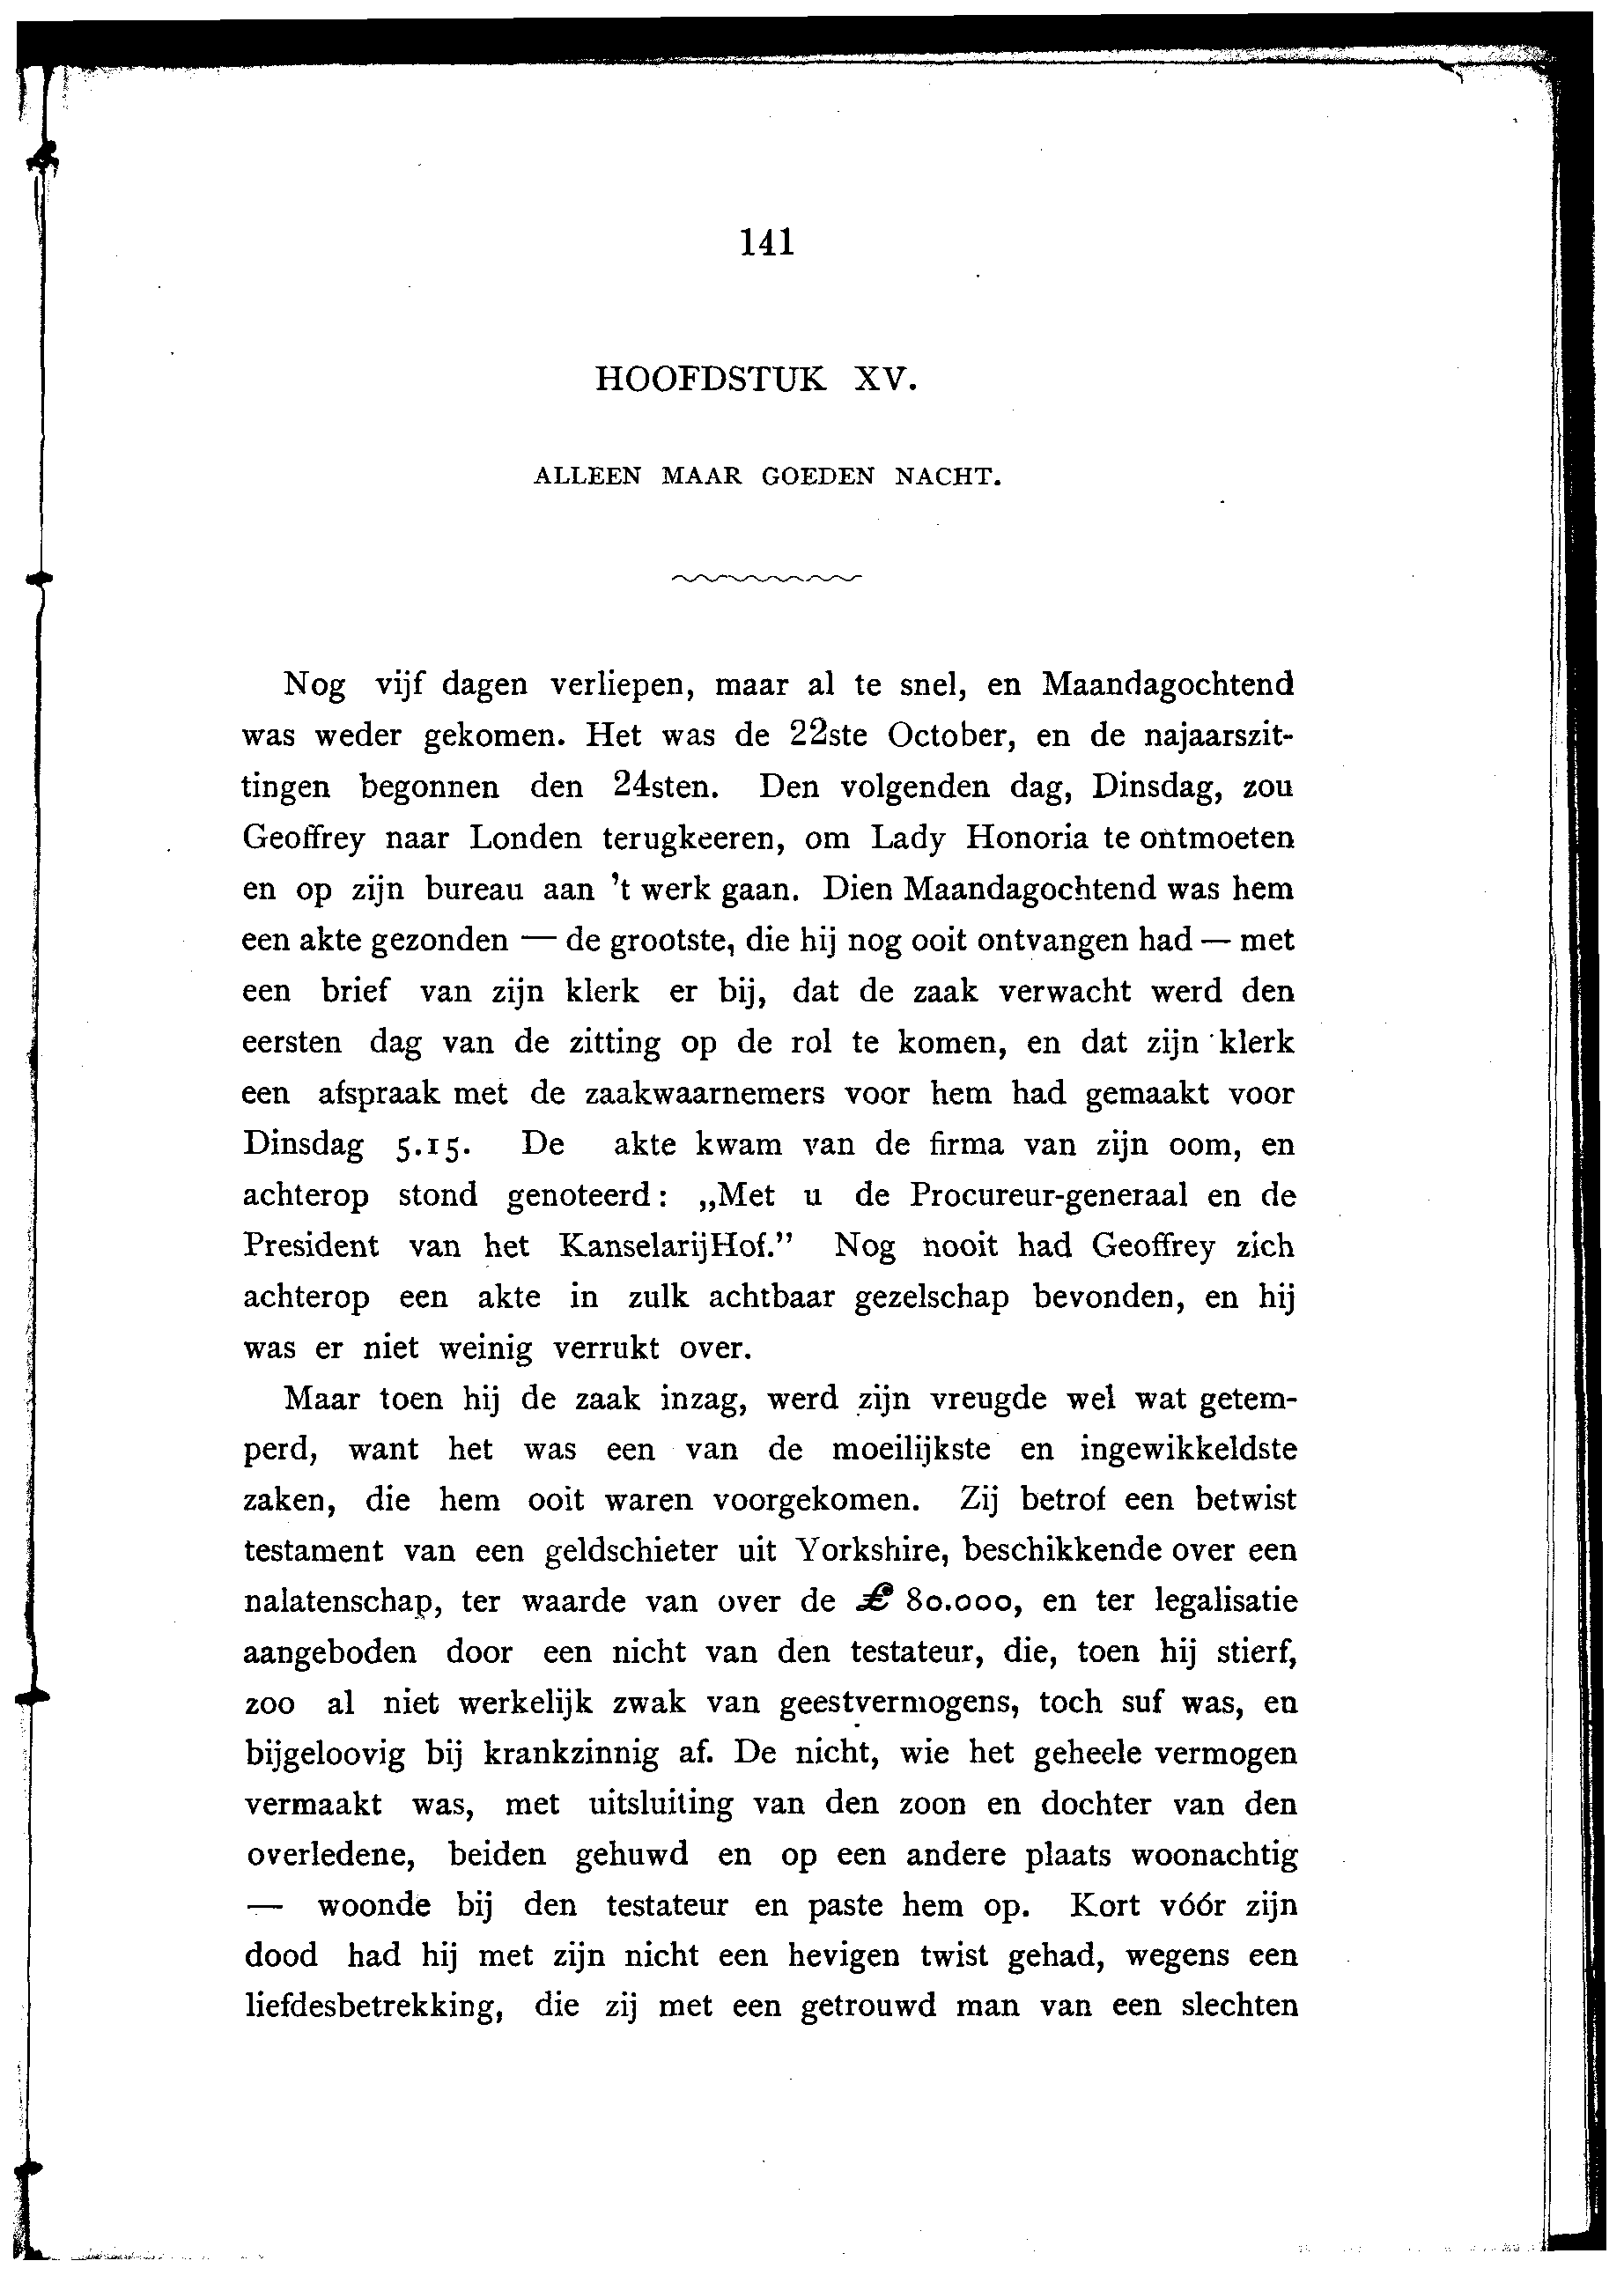 141
HOOFDSTUK XV.
ALLEEN MAAR GOEDEN NACHT.
Nog vijf dagen verliepen, maar al te snel, en Maandagochtend
was weder gekomen. Het was de 22ste October, en de najaarszit-
tingen begonnen den 24sten. Den volgenden dag, Dinsdag, zou
Geoffrey naar Londen terugkeeren, om Lady Honoria te ontmoeten
en op zijn bureau aan 't werk gaan. Dien Maandagochtend was hem
een akte gezonden — de grootste, die hij nog ooit ontvangen had — met
een brief van zijn klerk er bij, dat de zaak verwacht werd den
eersten dag van de zitting op de rol te komen, en dat zijn klerk
een afspraak met de zaakwaarnemers voor hem had gemaakt voor
Dinsdag 5.15. De akte kwam van de firma van zijn oom, en
achterop stond genoteerd: „Met u de Procureur-generaal en de
President van het KanselarijHof.” Nog nooit had Geoffrey zich
achterop een akte in zulk achtbaar gezelschap bevonden, en hij
was er niet weinig verrukt over.
Maar toen hij de zaak inzag, werd zijn vreugde wel wat getem-
perd, want het was een van de moeilijkste en ingewikkeldste
zaken, die hem ooit waren voorgekomen. Zij betrof een betwist
testament van een geldschieter uit Yorkshire, beschikkende over een
nalatenschap, ter waarde van over de £ 80.000, en ter legalisatie
aangeboden door een nicht van den testateur, die, toen hij stierf,
zoo al niet werkelijk zwak van geestvermogens, toch suf was, en
bijgeloovig bij krankzinnig af. De nicht, wie het geheele vermogen
vermaakt was, met uitsluiting van den zoon en dochter van den
overledene, beiden gehuwd en op een andere plaats woonachtig
— woonde bij den testateur en paste hem op. Kort vóór zijn
dood had hij met zijn nicht een hevigen twist gehad, wegens een
liefdesbetrekking, die zij met een getrouwd man van een slechten